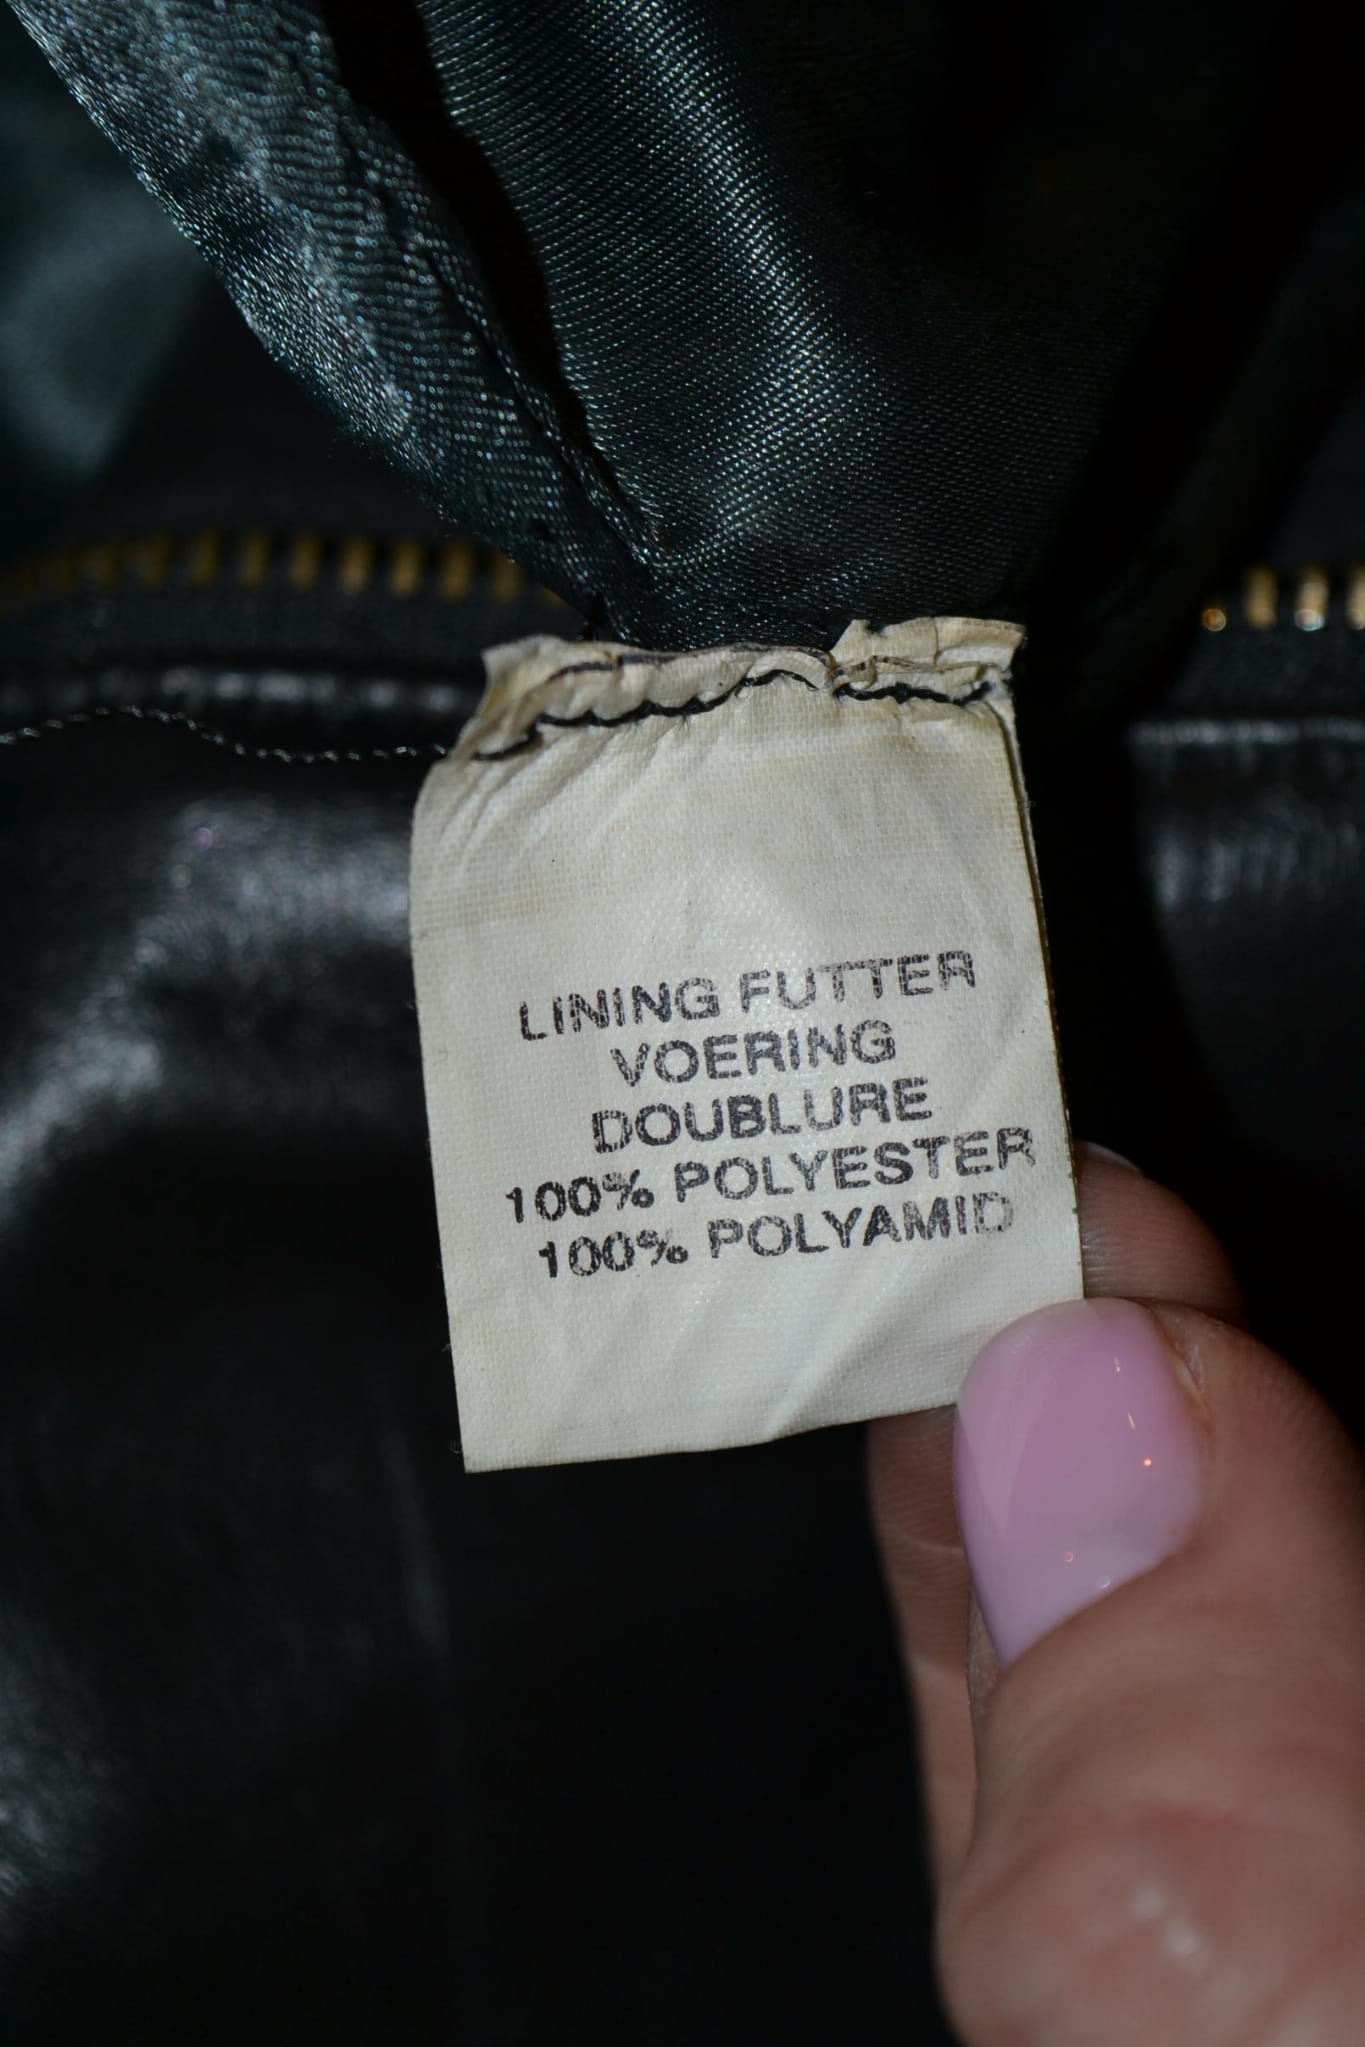 LINING FUTTER
VOERING
DOUBLURE
100% POLYESTER
100% POLYAMID